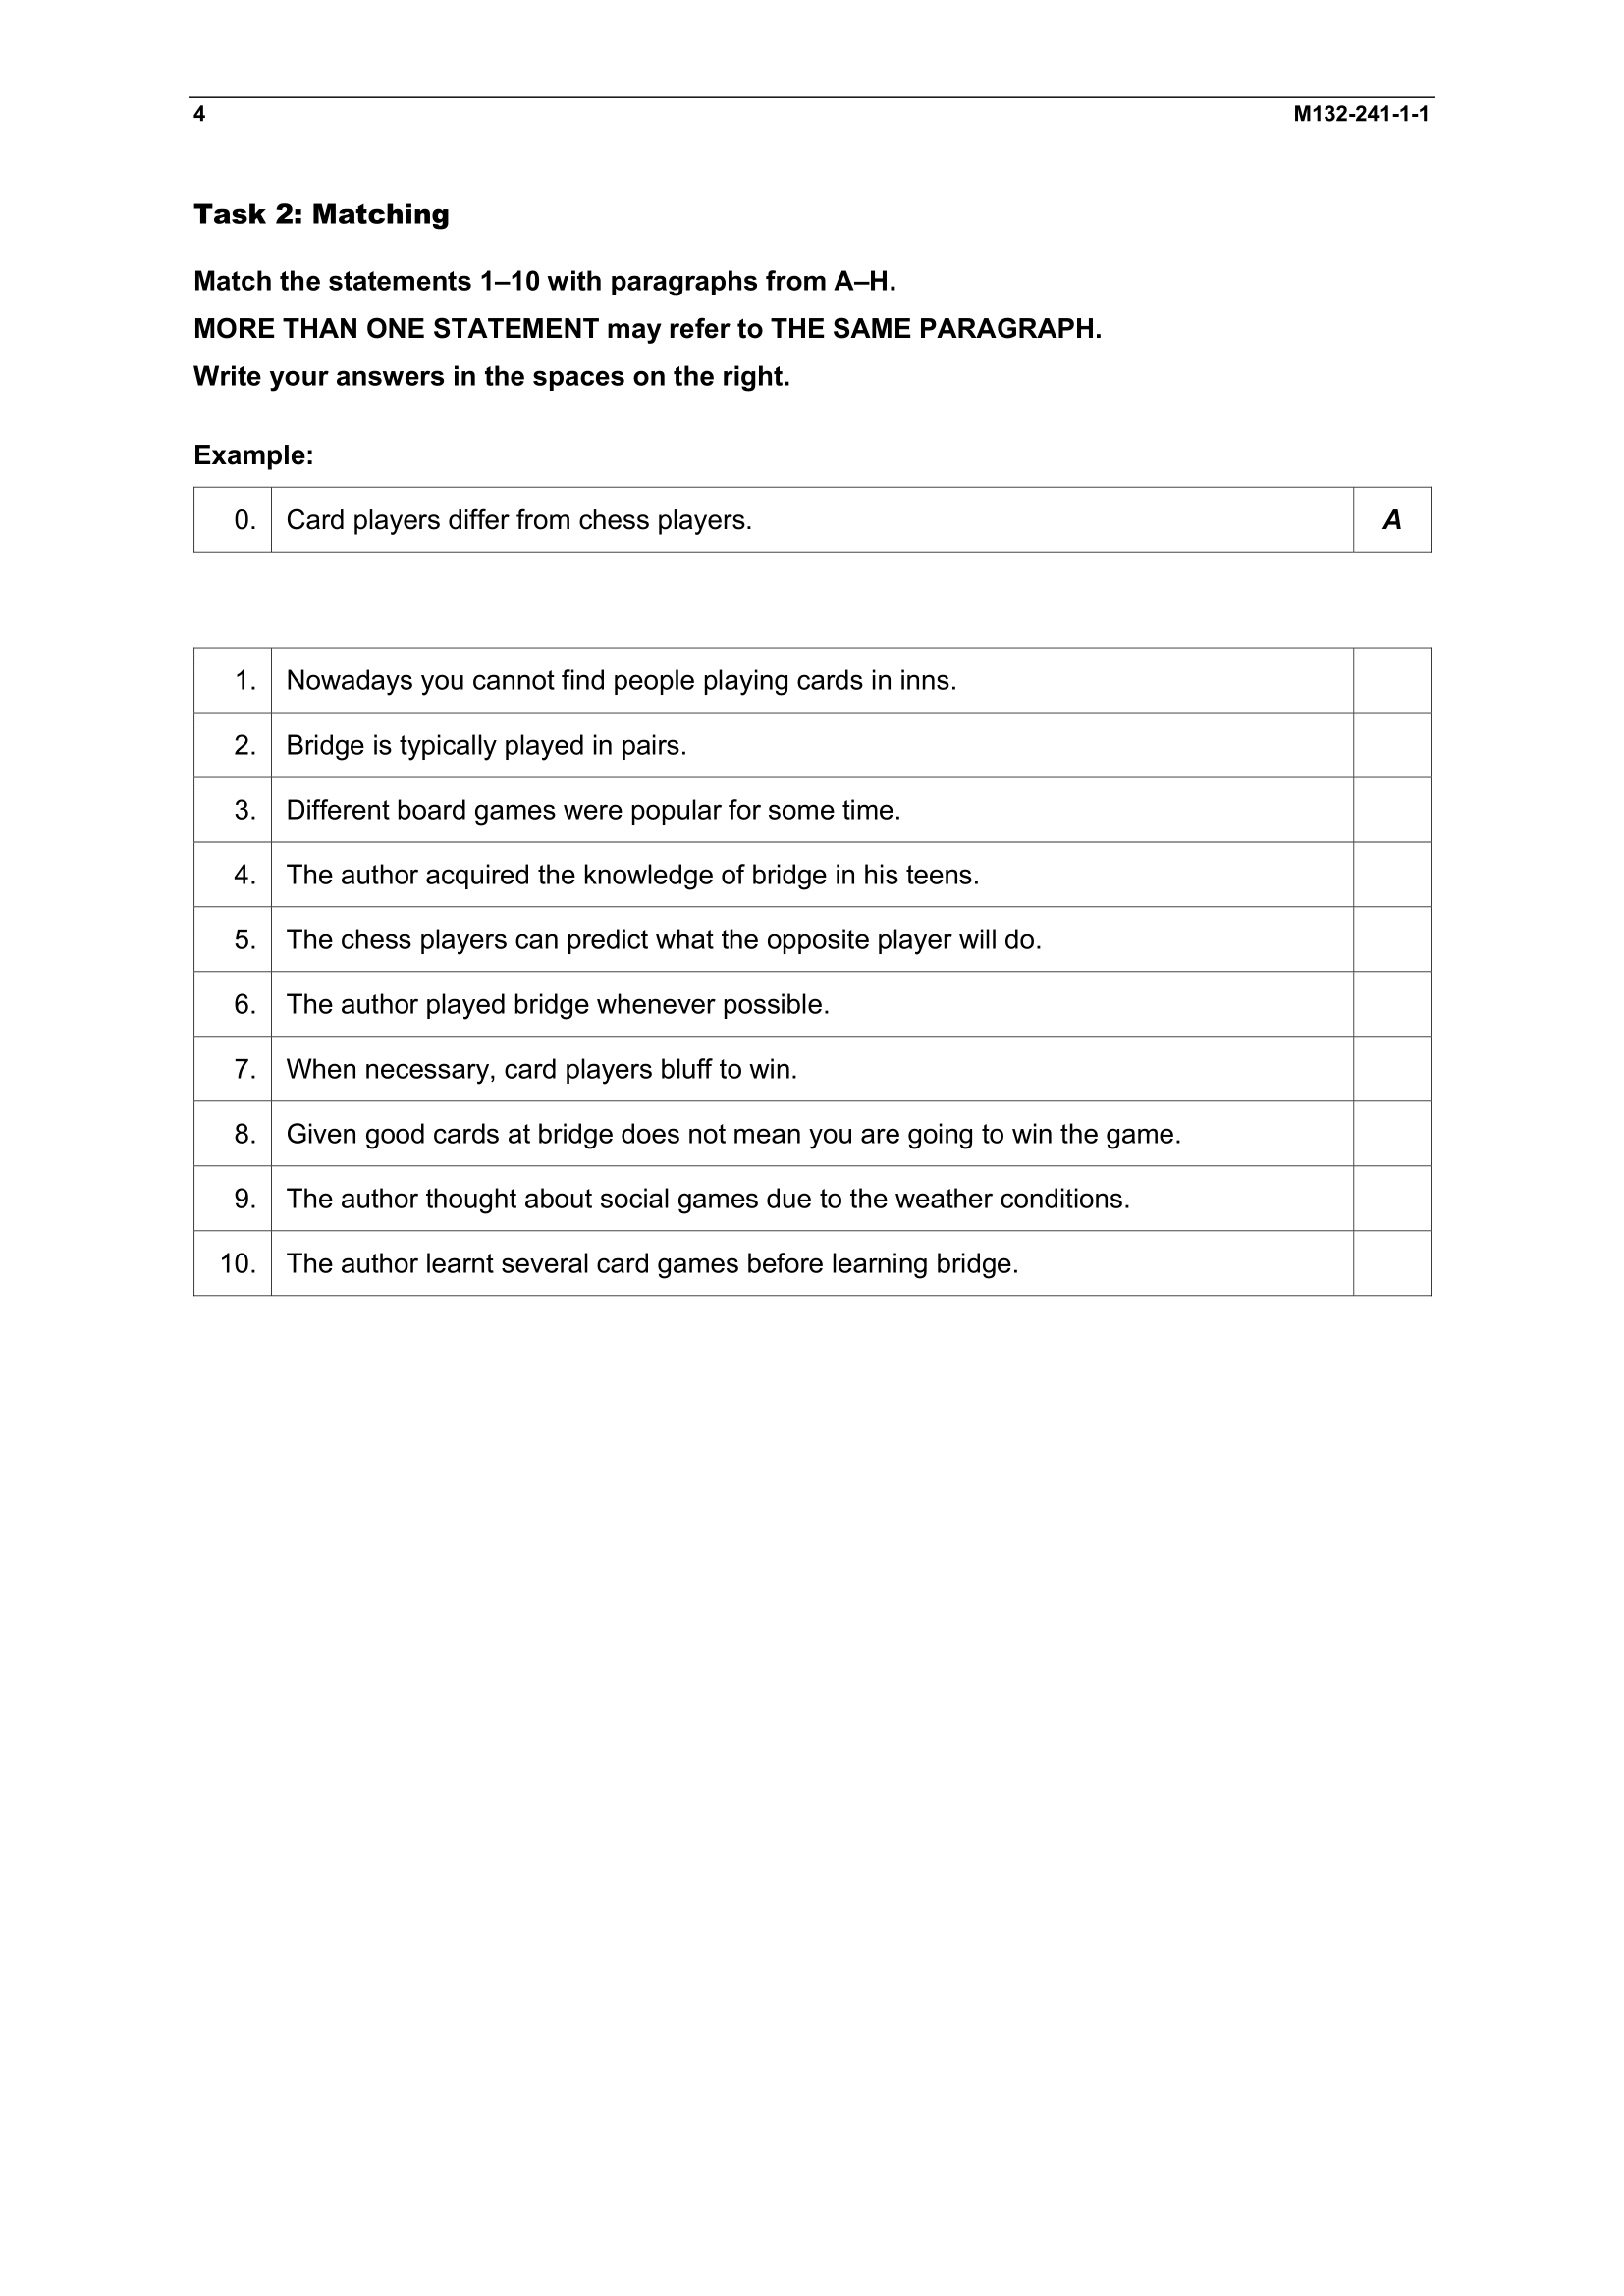 4 M132-241-1-1
Task 2: Matching
Match the statements 1–10 with paragraphs from A–H.
MORE THAN ONE STATEMENT may refer to THE SAME PARAGRAPH.
Write your answers in the spaces on the right.
Example:
0. Card players differ from chess players. A
1. Nowadays you cannot find people playing cards in inns.
2. Bridge is typically played in pairs.
3. Different board games were popular for some time.
4. The author acquired the knowledge of bridge in his teens.
5. The chess players can predict what the opposite player will do.
6. The author played bridge whenever possible.
7. When necessary, card players bluff to win.
8. Given good cards at bridge does not mean you are going to win the game.
9. The author thought about social games due to the weather conditions.
10. The author learnt several card games before learning bridge.